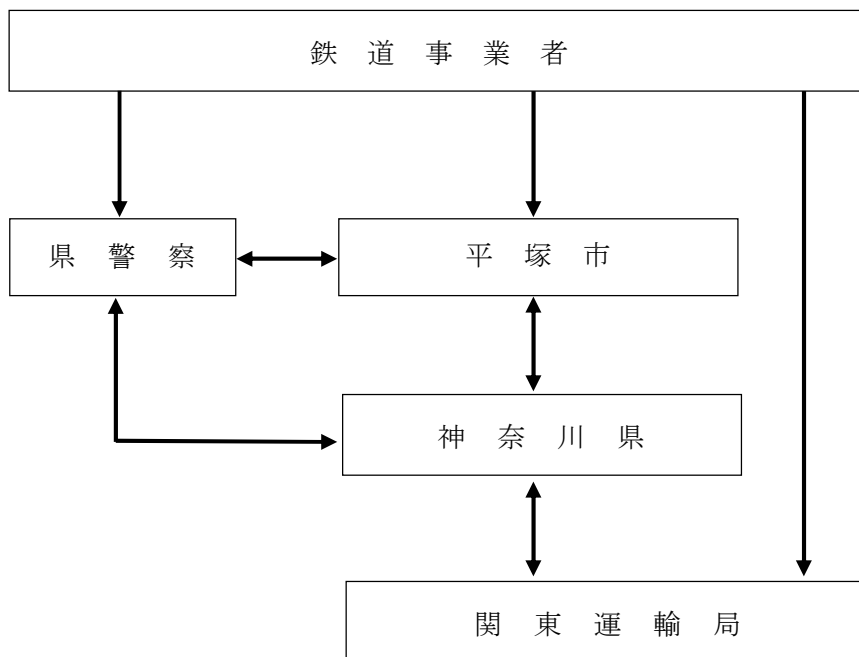 鉄道事業者
県警察
平塚市
神奈川県
関東運輸局